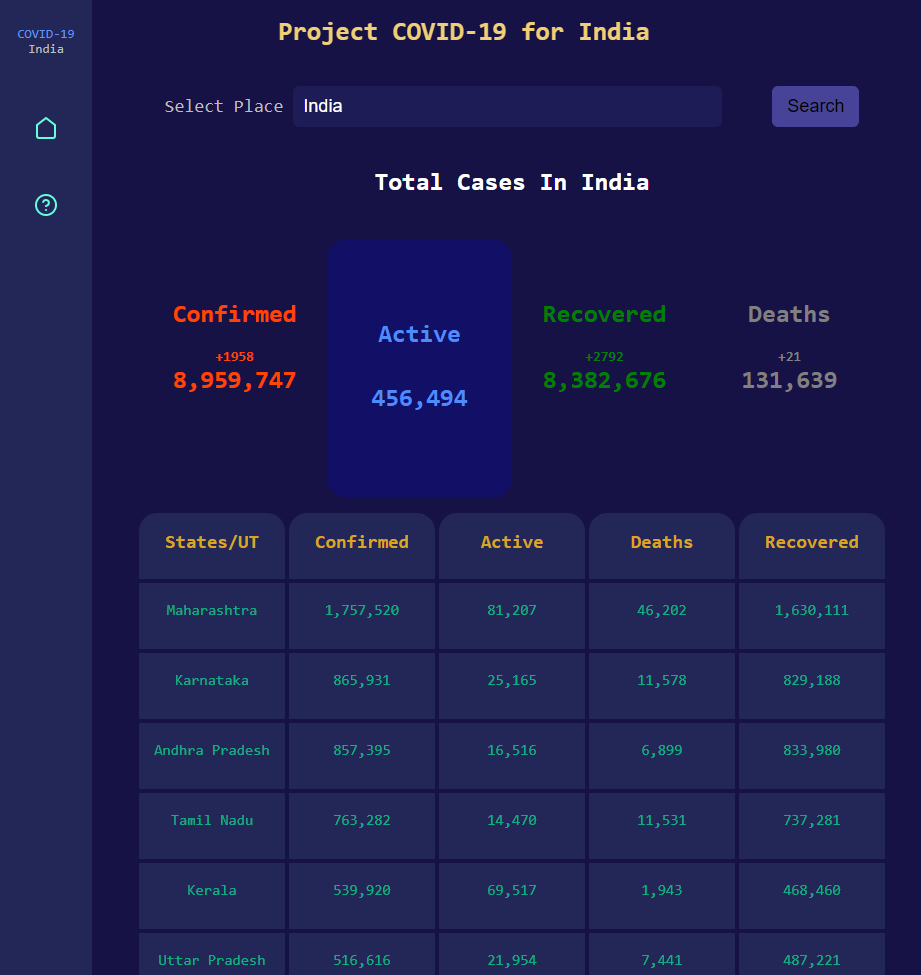 COVID-19
India
Project COVID-19 for India
Select Place India Search
Total Cases In India
Confirmed
+1958
8,959,747
Active
456,494
Recovered
+2792
8,382,676
Deaths
+21
131,639
States/UT Confirmed Active Deaths Recovered
Maharashtra 1,757,520 81,207 46,202 1,630,111
Karnataka 865,931 25,165 11,578 829,188
Andhra Pradesh 857,395 16,516 6,899 833,980
Tamil Nadu 763,282 14,470 11,531 737,281
Kerala 539,920 69,517 1,943 468,460
Uttar Pradesh 516,616 21,954 7,441 487,221